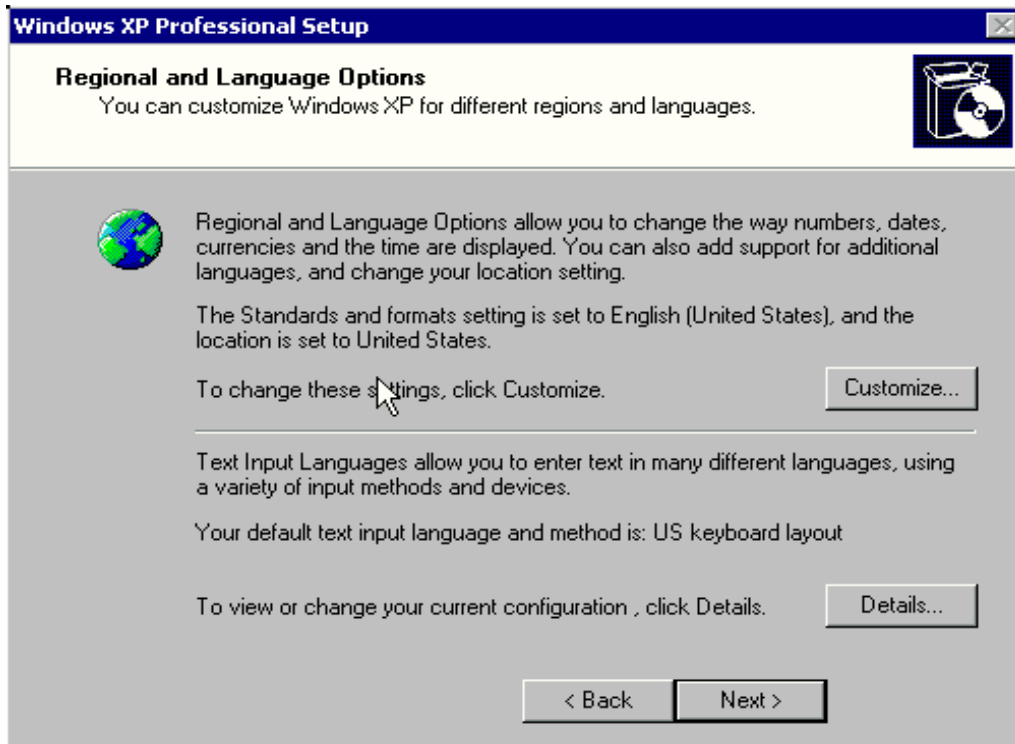 Windows XP Professional Setup
Regional and Language Options
You can customize Windows XP for different regions and languages.
Regional and Language Options allow you to change the way numbers, dates,
currencies and the time are displayed. You can also add support for additional
languages, and change your location setting.
The Standards and formats setting is set to English (United States), and the
location is set to United States.
To change these settings, click Customize.
Customize...
Text Input Languages allow you to enter text in many different languages, using
a variety of input methods and devices.
Your default text input language and method is: US keyboard layout
To view or change your current configuration , click Details.
Details...
< Back
Next >